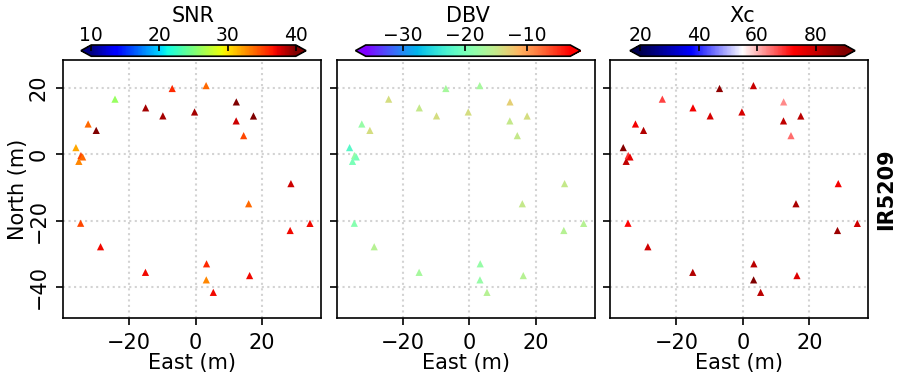 SNR DBV Xc
10 20 30 40 −30 −20 −10 20 40 60 80
20
0
−20
−40
North (m)
IR5209
−20 0 20 −20 0 20 −20 0 20
East (m) East (m) East (m)